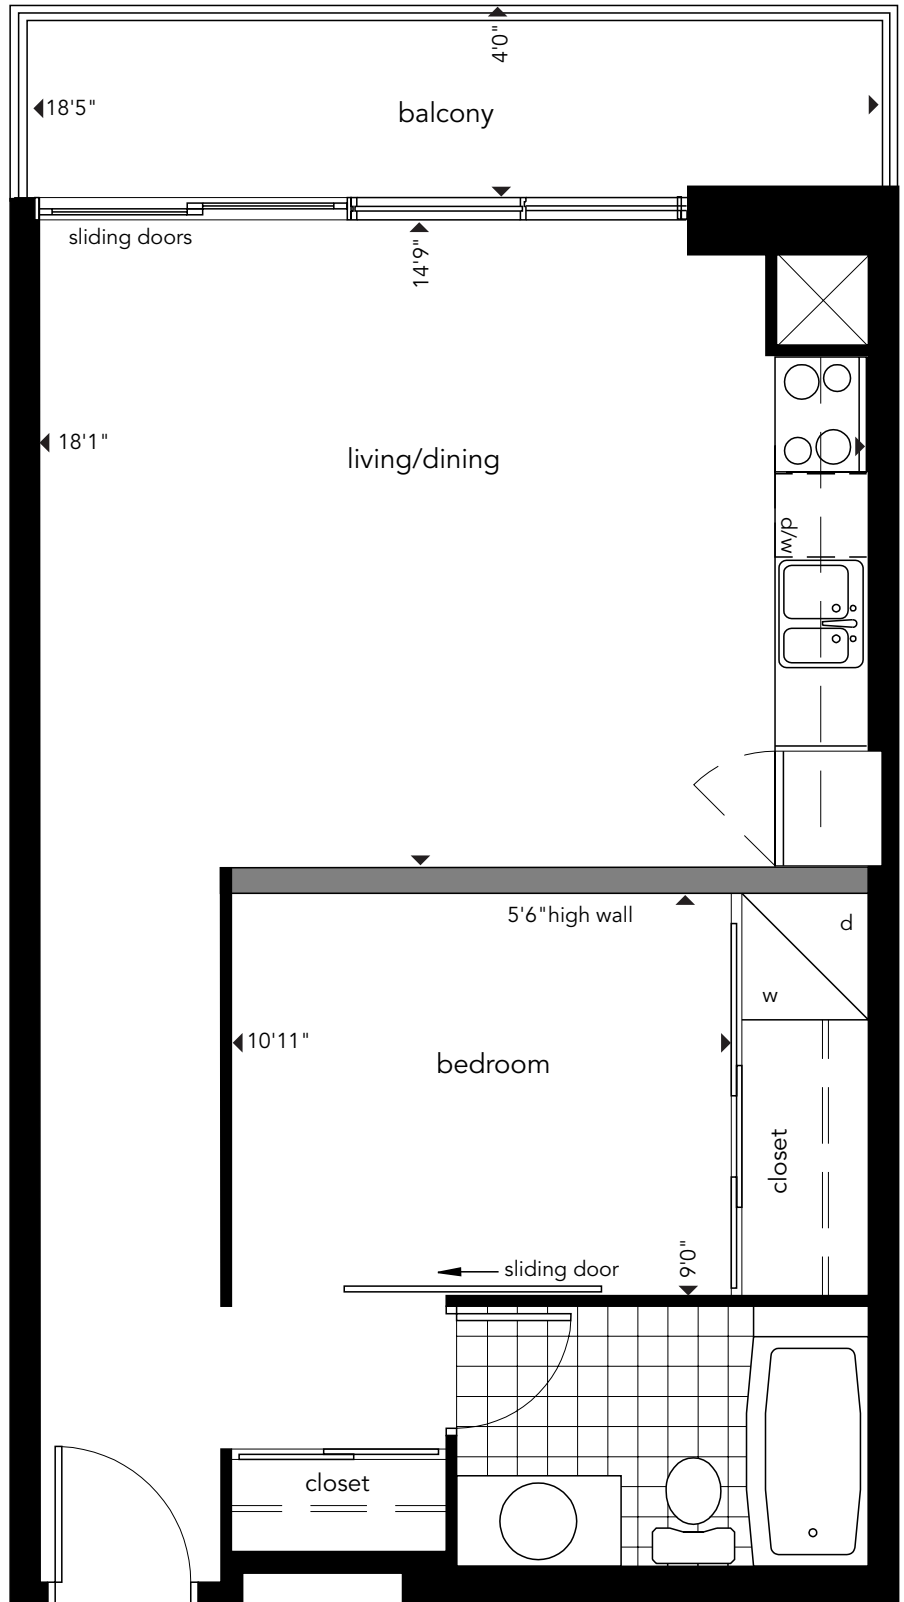 4'0"
18'5"
balcony
sliding doors
14'9"
18'1"
living/dining
d/w
5'6"high wall
d
w
10'11"
bedroom
closet
9'0"
sliding door
closet